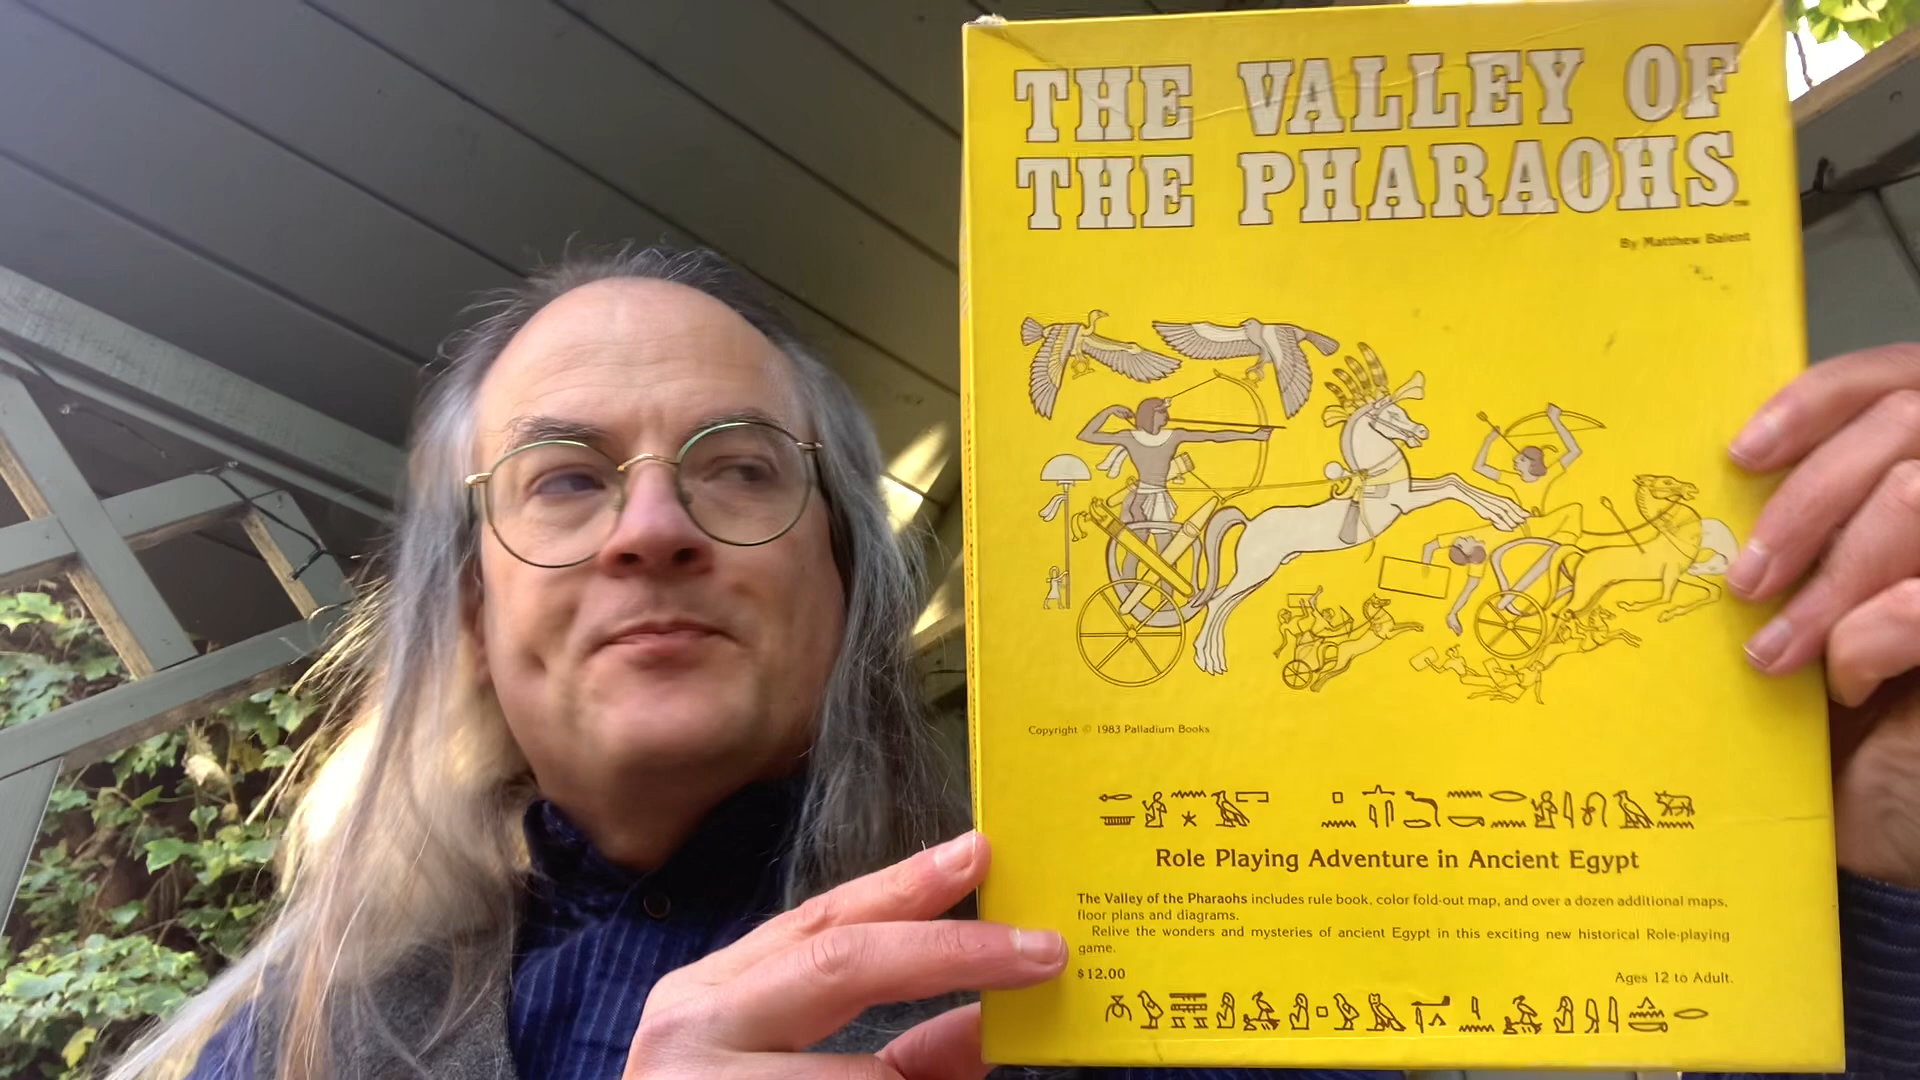 THE VALLEY OF
THE PHARAOHS™
By Matthew Balent
Copyright © 1983 Palladium Books
Role Playing Adventure in Ancient Egypt
The Valley of the Pharaohs includes rule book, color fold-out map, and over a dozen additional maps,
floor plans and diagrams.
Relive the wonders and mysteries of ancient Egypt in this exciting new historical Role-playing
game.
$12.00
Ages 12 to Adult.